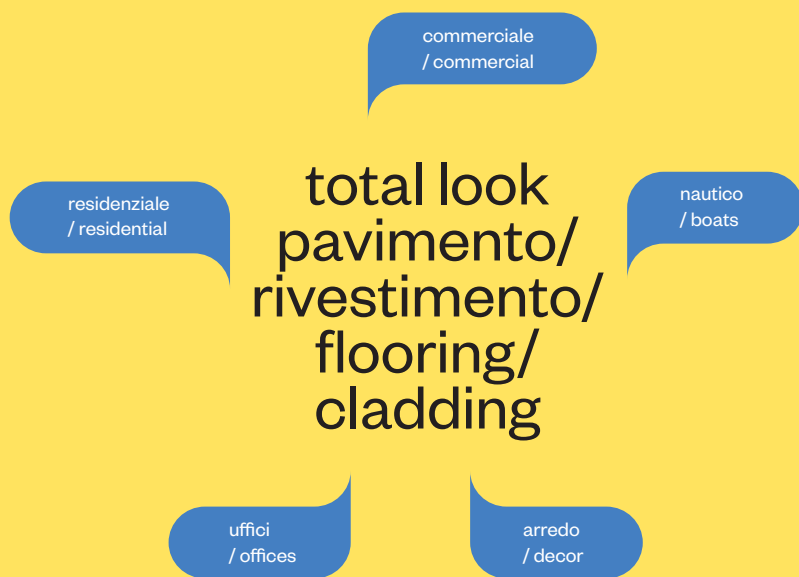 commerciale
/ commercial
residenziale
/ residential
total look
pavimento/
rivestimento/
flooring/
cladding
nautico
/ boats
uffici
/ offices
arredo
/ decor